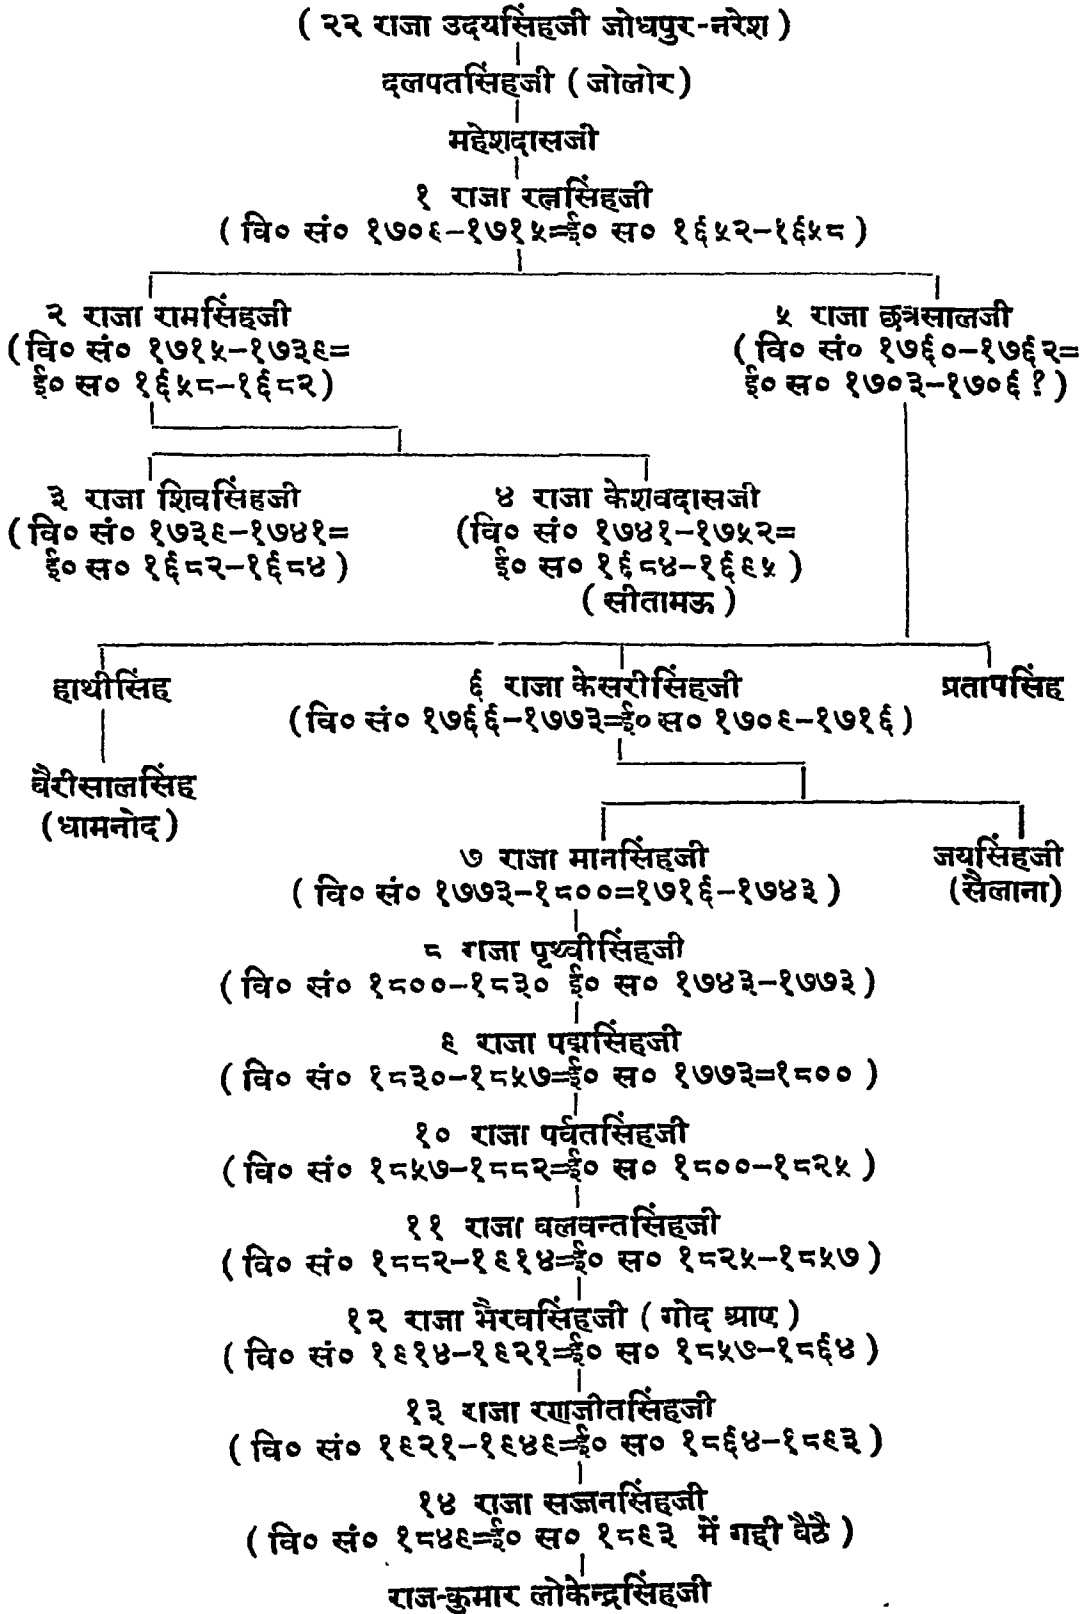 ( २२ राजा उदयसिंहजी जोधपुर-नरेश )
दलपतसिंहजी ( जोलोर )
महेशदासजी
१ राजा रत्नसिंहजी
( वि० सं० १७०९-१७१५=ई० स० १६५२-१६५८ )
२ राजा रामसिंहजी
( वि० सं० १७१५-१७३९=
ई० स० १६५८-१६८२ )
५ राजा छत्रसालजी
( वि० सं० १७६०-१७६२=
ई० स० १७०३-१७०६ ? )
३ राजा शिवसिंहजी
( वि० सं० १७३९-१७४१=
ई० स० १६८२-१६८४ )
४ राजा केशवदासजी
(वि० सं० १७४१-१७५२=
ई० स० १६८४-१६९५ )
( सीतामऊ )
हाथीसिंह
६ राजा केसरीसिंहजी
प्रतापसिंह
(वि० सं० १७६६-१७७३=ई० स० १७०९-१७१६ )
वैरीसालसिंह
(धामनोद )
७ राजा मानसिंहजी
( वि० सं० १७७३-१८००=१७१६-१७४३ )
जयसिंहजी
(सैलाना)
८ राजा पृथ्वीसिंहजी
( वि० सं० १८००-१८३० ई० स० १७४३-१७७३ )
९ राजा पद्मसिंहजी
( वि० सं० १८३०-१८५७=ई० स० १७७३=१८०० )
१० राजा पर्वतसिंहजी
( वि० सं० १८५७-१८८२=ई० स० १८००-१८२५ )
११ राजा वलवन्तसिंहजी
( वि० सं० १८८२-१९१४=ई० स० १८२५-१८५७ )
१२ राजा भैरवसिंहजी ( गोद आए )
( वि० सं० १९१४-१९२१=ई० स० १८५७-१८६४ )
१३ राजा रणजीतसिंहजी
( वि० सं० १९२१-१९४९=ई० स० १८६४-१८९३ )
१४ राजा सज्जनसिंहजी
( वि० सं० १८४९=ई० स० १८९३ में गद्दी वैठै )
राज-कुमार लोकेन्द्रसिंहजी